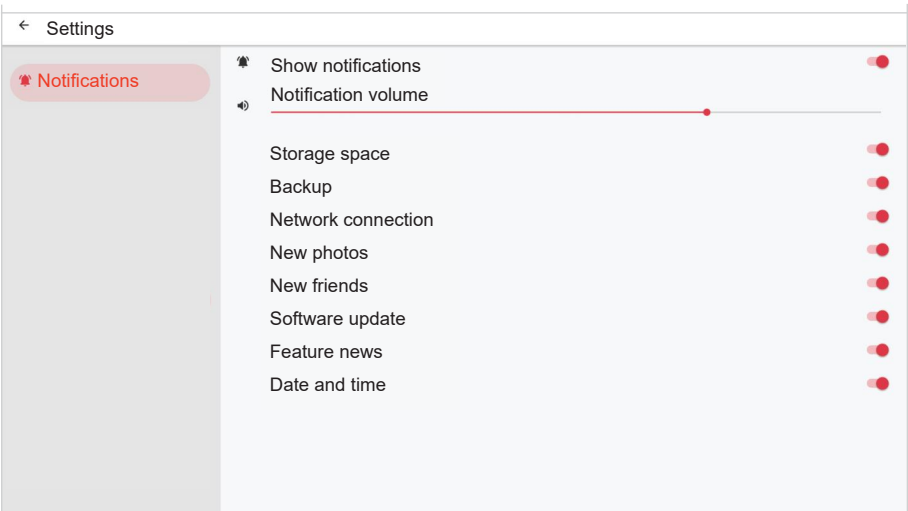 Settings
Notifications
Show notifications
Notification volume
Storage space
Backup
Network connection
New photos
New friends
Software update
Feature news
Date and time